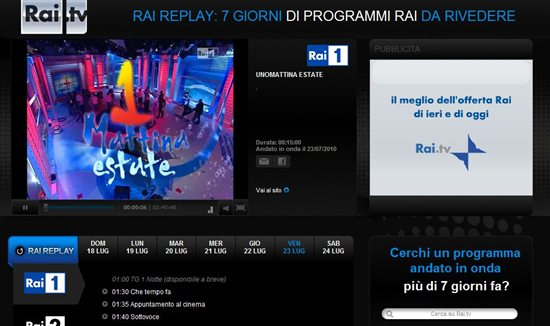 Rai.tv
RAI REPLAY: 7 GIORNI DI PROGRAMMI RAI DA RIVEDERE
1 Mattina
estate
Rai 1
UNOMATTINA ESTATE
.
Durata: 00:15:00
Andato in onda il 23/07/2010
Vai al sito
00:00:06
PUBBLICITA'
il meglio dell'offerta Rai
di ieri e di oggi
Rai.tv
RAI REPLAY
DOM
18 LUG
LUN
19 LUG
MAR
20 LUG
MER
21 LUG
GIO
22 LUG
VEN
23 LUG
SAB
24 LUG
Rai 1
01:00 TG 1 Notte (disponibile a breve)
01:30 Che tempo fa
01:35 Appuntamento al cinema
01:40 Sottovoce
Cerchi un programma
andato in onda
più di 7 giorni fa?
Cerca su Rai.tv